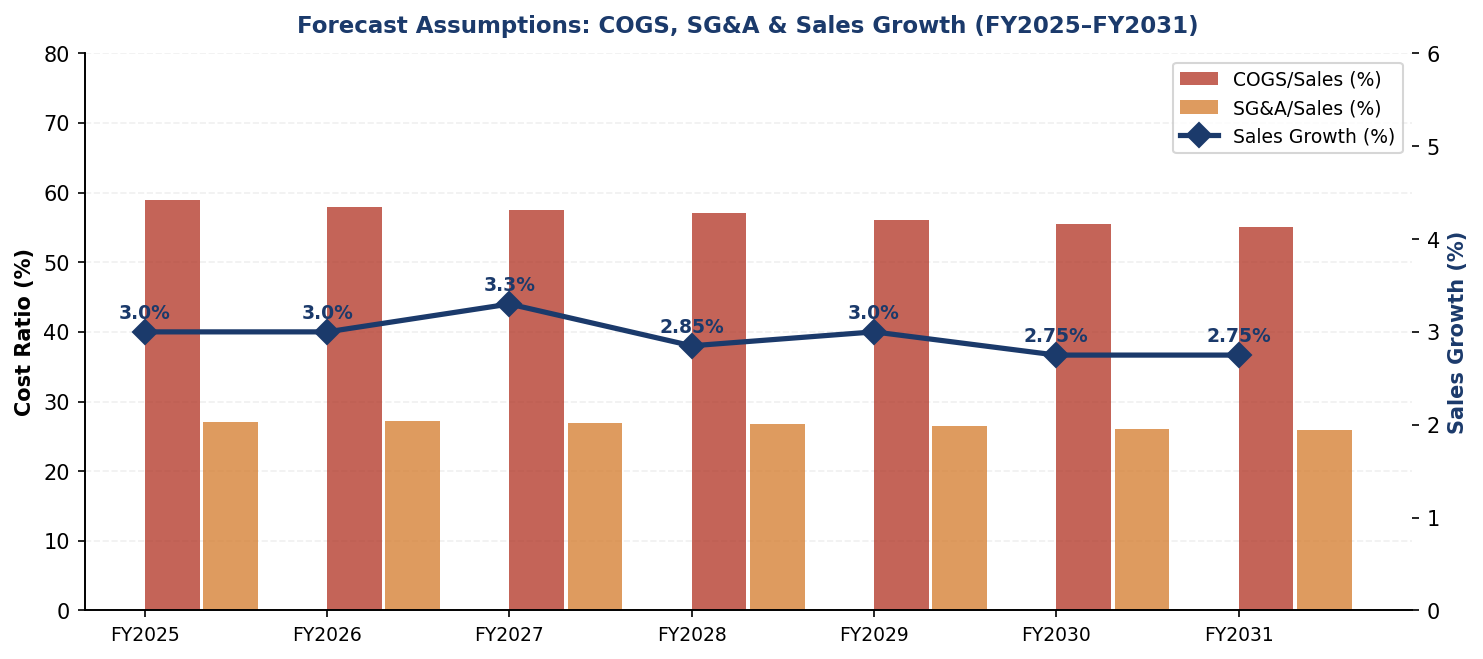 Forecast Assumptions: COGS, SG&A & Sales Growth (FY2025–FY2031)
COGS/Sales (%)
SG&A/Sales (%)
Sales Growth (%)
Cost Ratio (%)
80
70
60
50
40
30
20
10
0
3.0%
3.0%
3.3%
2.85%
3.0%
2.75%
2.75%
6
5
4
3
2
1
0
Sales Growth (%)
FY2025
FY2026
FY2027
FY2028
FY2029
FY2030
FY2031